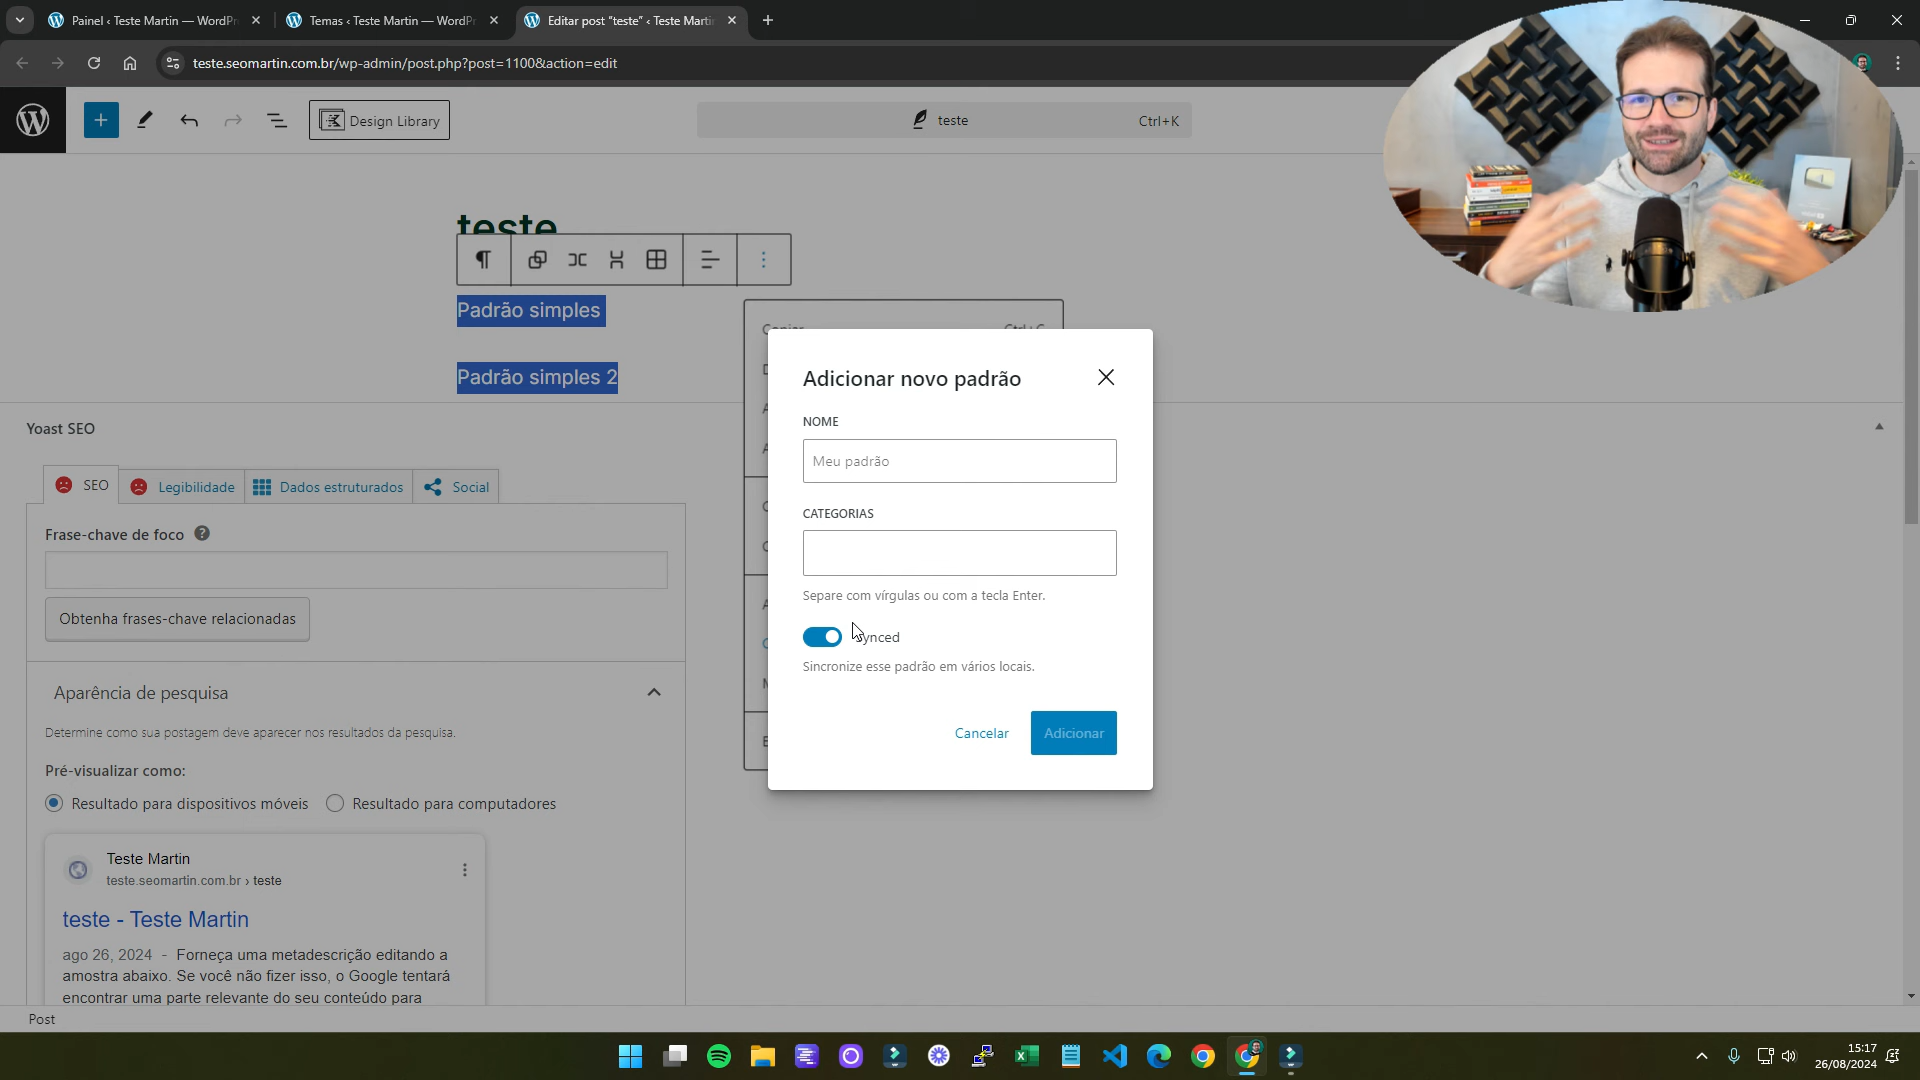 Painel ‹ Teste Martin — WordPr
Temas ‹ Teste Martin — WordPr
Editar post “teste” ‹ Teste Martin
teste.seomartin.com.br/wp-admin/post.php?post=1100&action=edit
Design Library
teste
Ctrl+K
teste
Padrão simples
Padrão simples 2
Copiar
Ctrl+C
Adicionar novo padrão
NOME
Meu padrão
CATEGORIAS
Separe com vírgulas ou com a tecla Enter.
Synced
Sincronize esse padrão em vários locais.
Cancelar
Adicionar
Yoast SEO
SEO
Legibilidade
Dados estruturados
Social
Frase-chave de foco
Obtenha frases-chave relacionadas
Aparência de pesquisa
Determine como sua postagem deve aparecer nos resultados da pesquisa.
Pré-visualizar como:
Resultado para dispositivos móveis
Resultado para computadores
Teste Martin
teste.seomartin.com.br › teste
teste - Teste Martin
ago 26, 2024 - Forneça uma metadescrição editando a
amostra abaixo. Se você não fizer isso, o Google tentará
encontrar uma parte relevante do seu conteúdo para
Post
15:17
26/08/2024